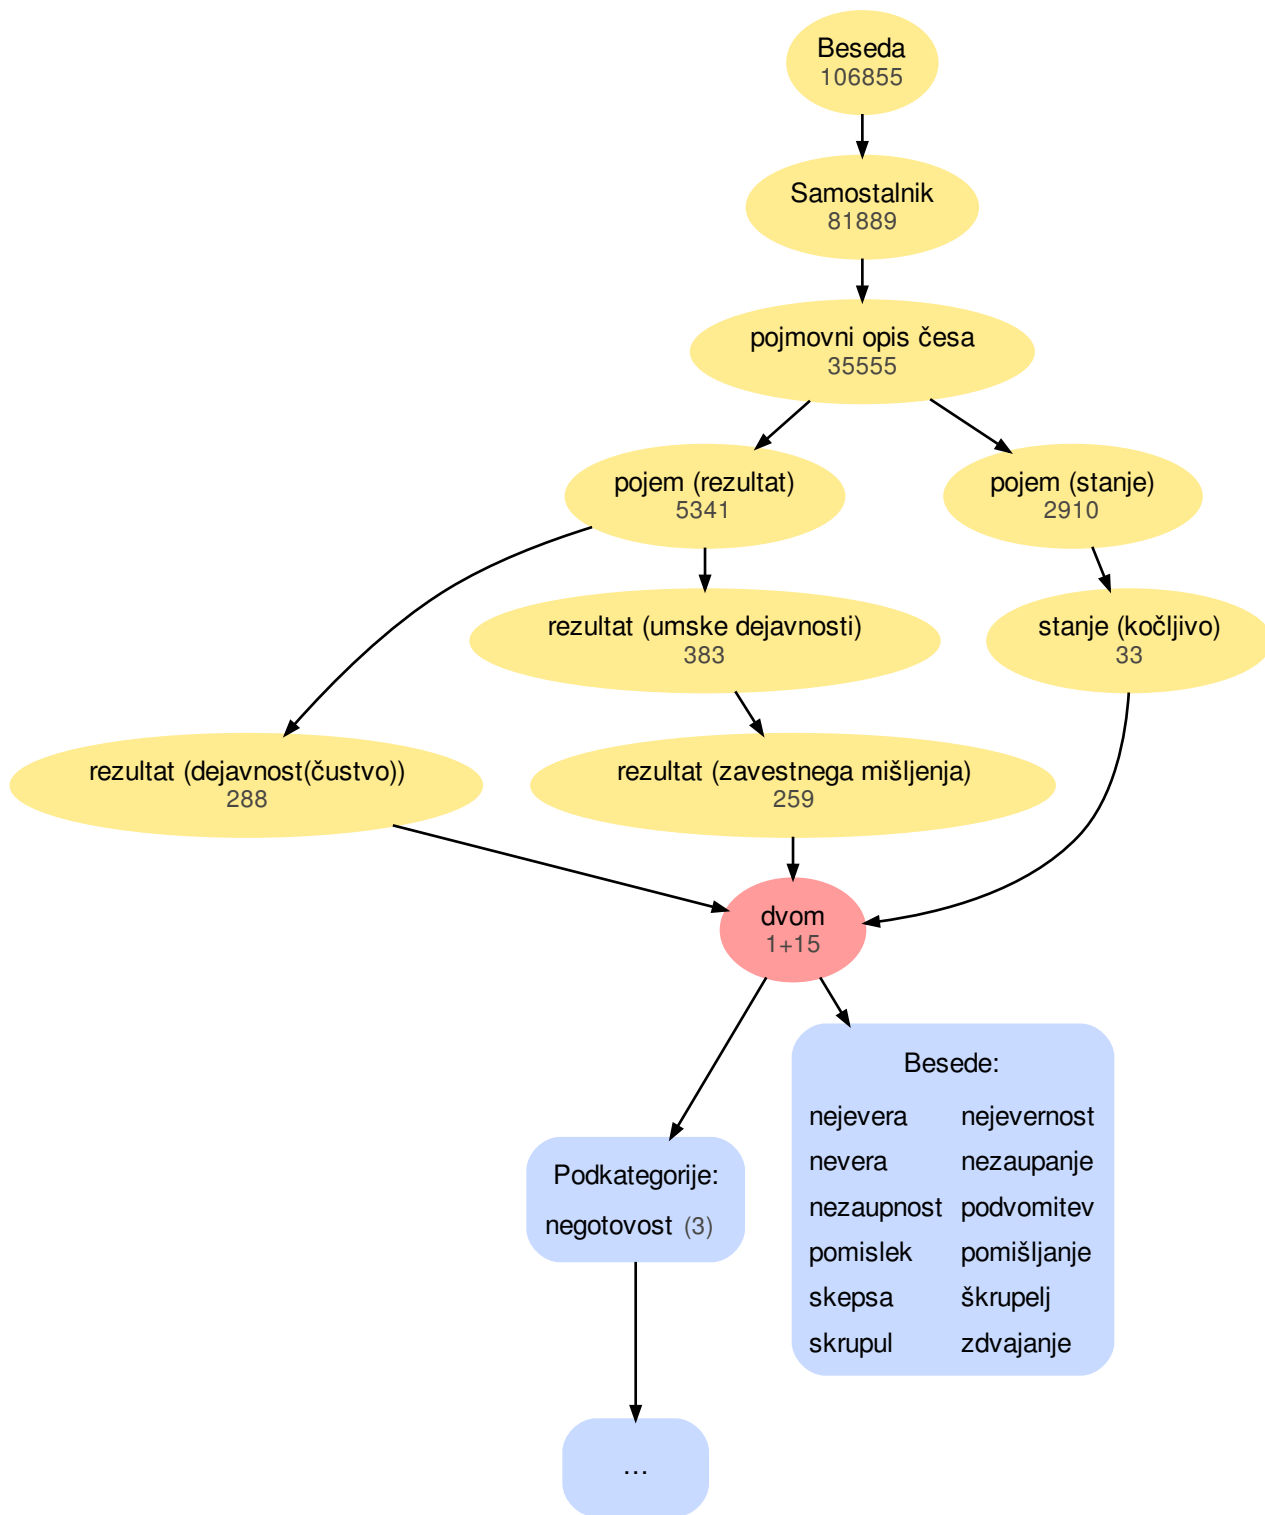 Beseda
106855
Samostalnik
81889
pojmovni opis česa
35555
pojem (rezultat)
5341
pojem (stanje)
2910
rezultat (umske dejavnosti)
383
stanje (kočljivo)
33
rezultat (dejavnost(čustvo))
288
rezultat (zavestnega mišljenja)
259
dvom
1+15
Besede:
nejevera nejevernost
nevera nezaupanje
nezaupnost podvomitev
pomislek pomišljanje
skepsa škrupelj
skrupul zdvajanje
Podkategorije:
negotovost (3)
...